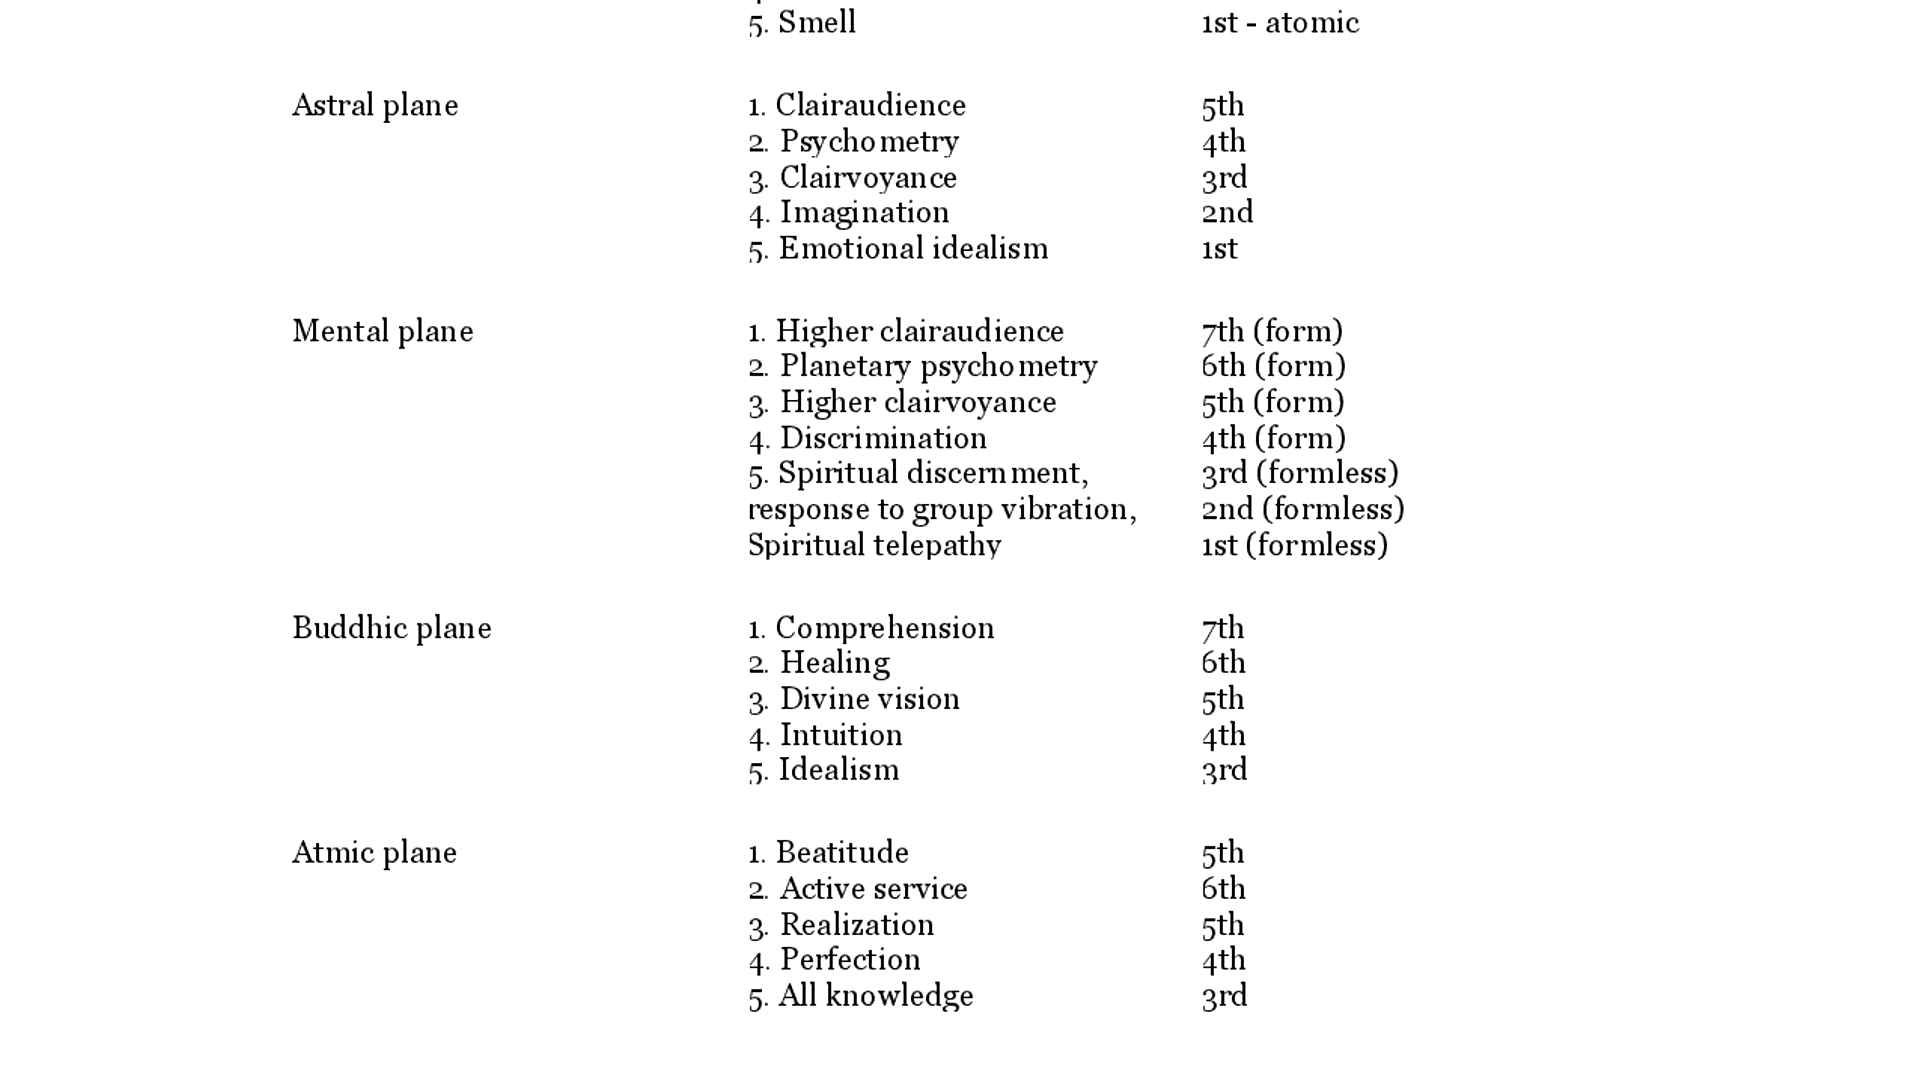 5. Smell 1st - atomic
Astral plane 1. Clairaudience 5th
2. Psychometry 4th
3. Clairvoyance 3rd
4. Imagination 2nd
5. Emotional idealism 1st
Mental plane 1. Higher clairaudience 7th (form)
2. Planetary psychometry 6th (form)
3. Higher clairvoyance 5th (form)
4. Discrimination 4th (form)
5. Spiritual discernment, 3rd (formless)
response to group vibration, 2nd (formless)
Spiritual telepathy 1st (formless)
Buddhic plane 1. Comprehension 7th
2. Healing 6th
3. Divine vision 5th
4. Intuition 4th
5. Idealism 3rd
Atmic plane 1. Beatitude 5th
2. Active service 6th
3. Realization 5th
4. Perfection 4th
5. All knowledge 3rd